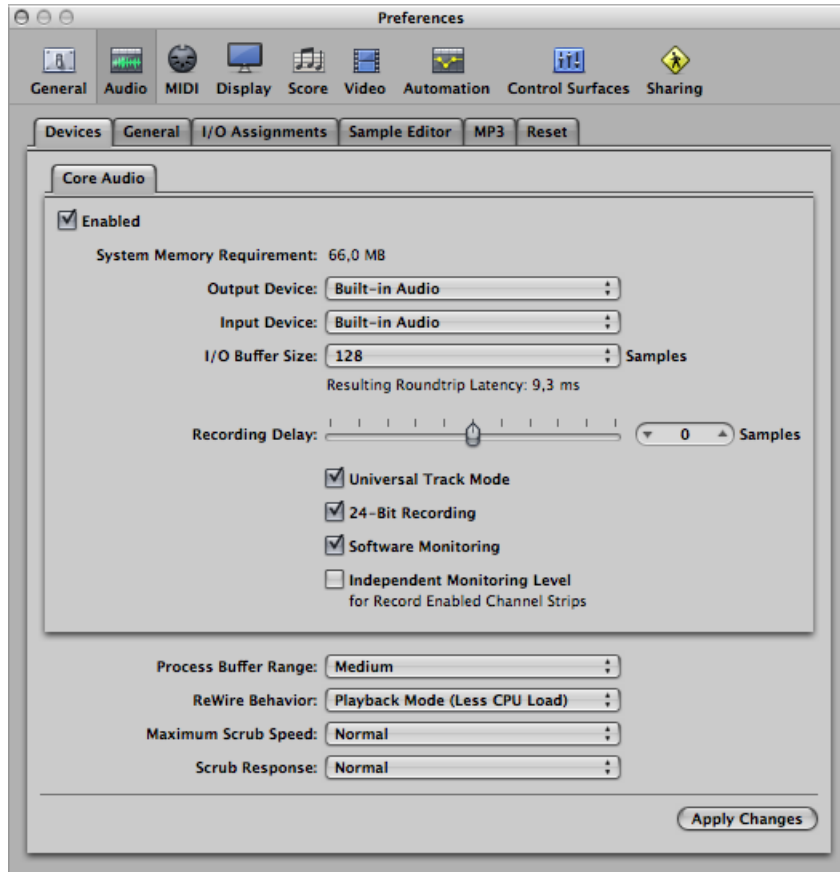 Preferences
General Audio MIDI Display Score Video Automation Control Surfaces Sharing
Devices General I/O Assignments Sample Editor MP3 Reset
Core Audio
Enabled
System Memory Requirement: 66,0 MB
Output Device: Built-in Audio
Input Device: Built-in Audio
I/O Buffer Size: 128 Samples
Resulting Roundtrip Latency: 9,3 ms
Recording Delay: 0 Samples
Universal Track Mode
24-Bit Recording
Software Monitoring
Independent Monitoring Level
for Record Enabled Channel Strips
Process Buffer Range: Medium
ReWire Behavior: Playback Mode (Less CPU Load)
Maximum Scrub Speed: Normal
Scrub Response: Normal
Apply Changes